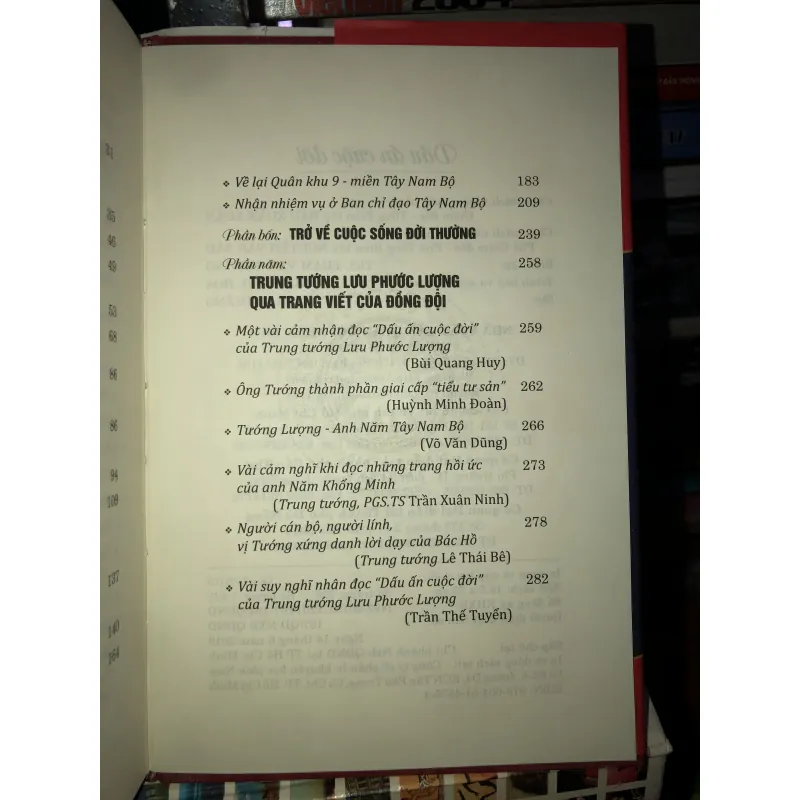 ❖ Về lại Quân khu 9 - miền Tây Nam Bộ 183
❖ Nhận nhiệm vụ ở Ban chỉ đạo Tây Nam Bộ 209
Phần bốn: TRỞ VỀ CUỘC SỐNG ĐỜI THƯỜNG 239
Phần năm: 258
TRUNG TƯỚNG LƯU PHƯỚC LƯỢNG
QUA TRANG VIẾT CỦA ĐỒNG ĐỘI
❖ Một vài cảm nhận đọc “Dấu ấn cuộc đời” 259
của Trung tướng Lưu Phước Lượng
(Bùi Quang Huy)
❖ Ông Tướng thành phần giai cấp “tiểu tư sản” 262
(Huỳnh Minh Đoàn)
❖ Tướng Lượng - Anh Năm Tây Nam Bộ 266
(Võ Văn Dũng)
❖ Vài cảm nghĩ khi đọc những trang hồi ức 273
của anh Năm Khổng Minh
(Trung tướng, PGS.TS Trần Xuân Ninh)
❖ Người cán bộ, người lính, 278
vị Tướng xứng danh lời dạy của Bác Hồ
(Trung tướng Lê Thái Bê)
❖ Vài suy nghĩ nhân đọc “Dấu ấn cuộc đời” 282
của Trung tướng Lưu Phước Lượng
(Trần Thế Tuyển)